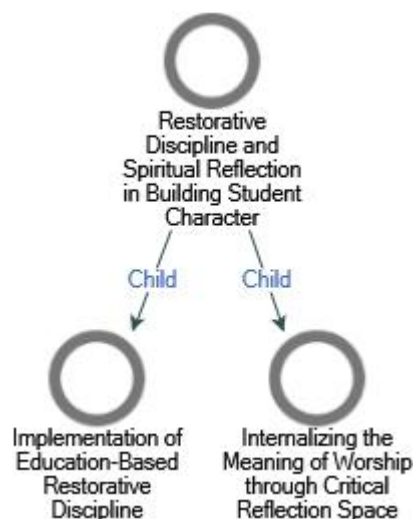 Restorative
Discipline and
Spiritual Reflection
in Building Student
Character
Child
Child
Implementation of
Education-Based
Restorative
Discipline
Internalizing the
Meaning of Worship
through Critical
Reflection Space